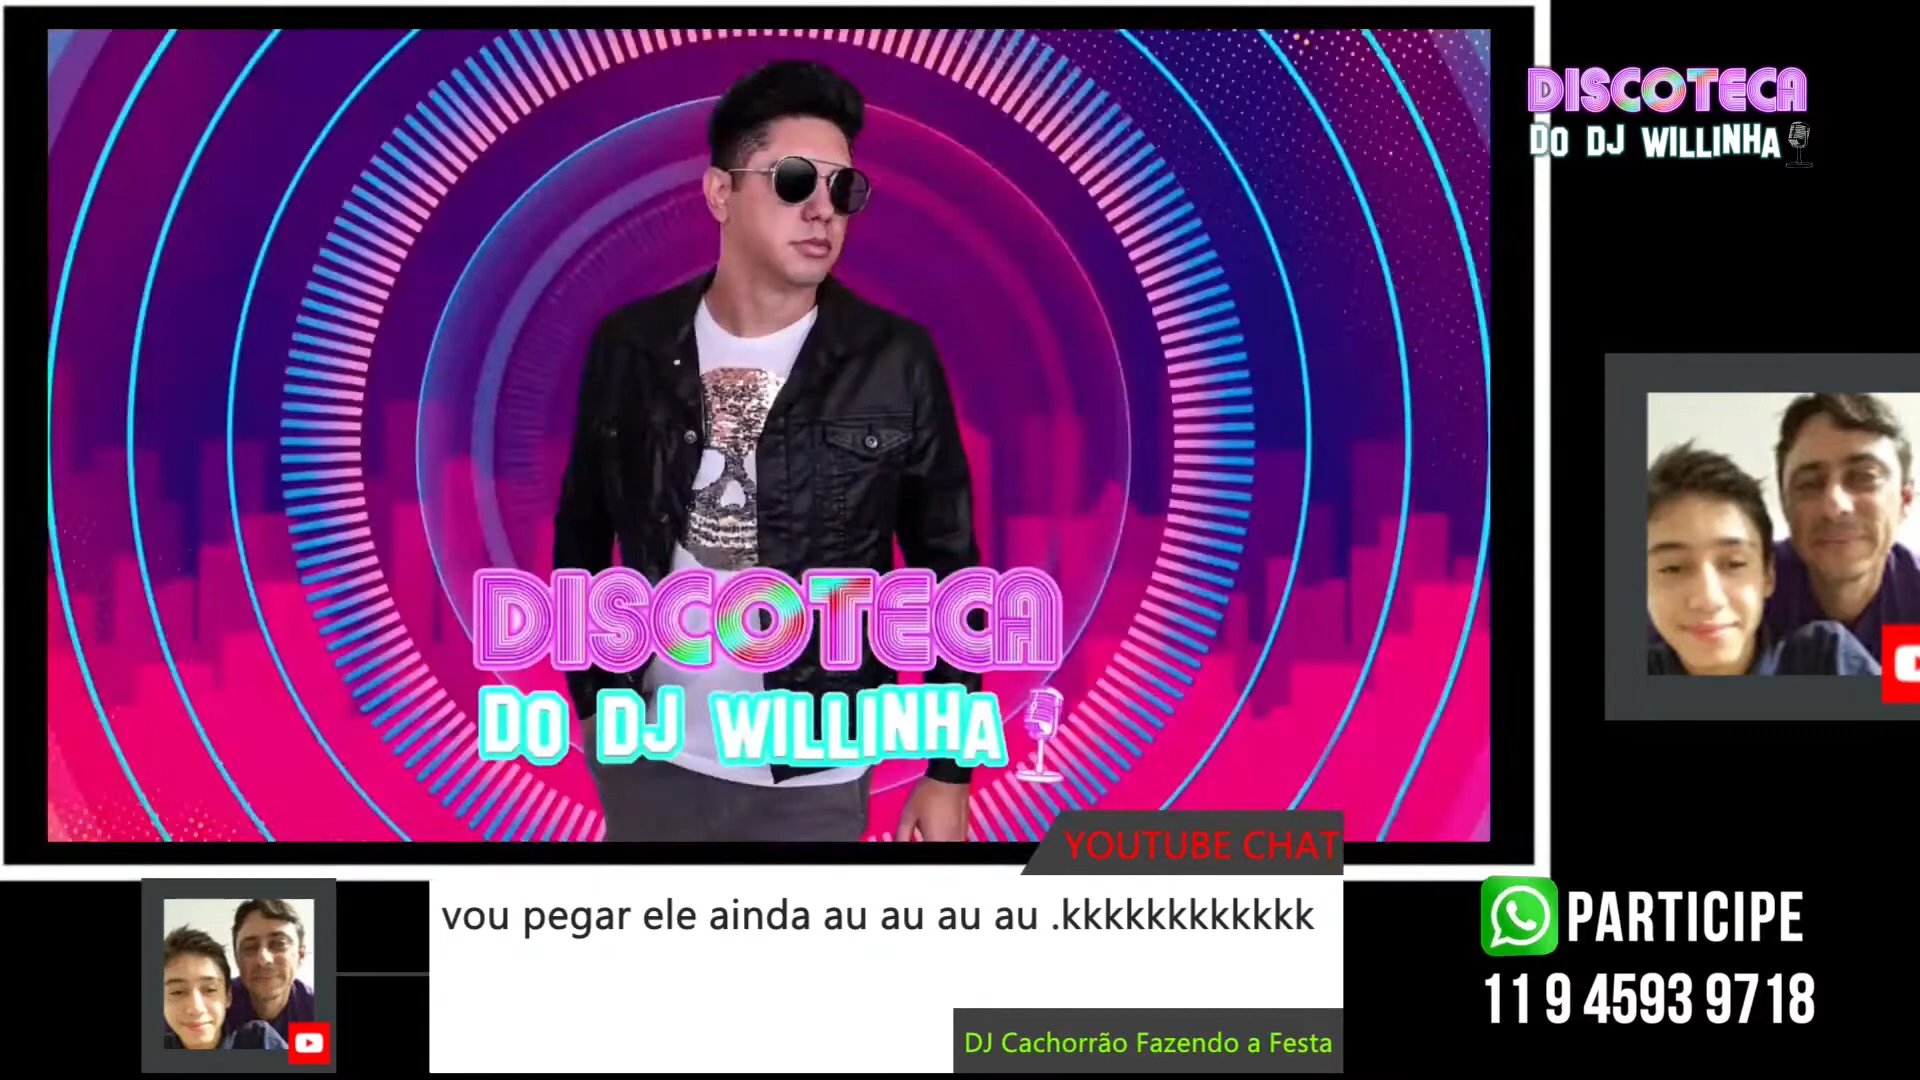 DISCOTECA
DO DJ WILLINHA
DISCOTECA
DO DJ WILLINHA
YOUTUBE CHAT
vou pegar ele ainda au au au au .kkkkkkkkkkkk
DJ Cachorrão Fazendo a Festa
PARTICIPE
11 9 4593 9718